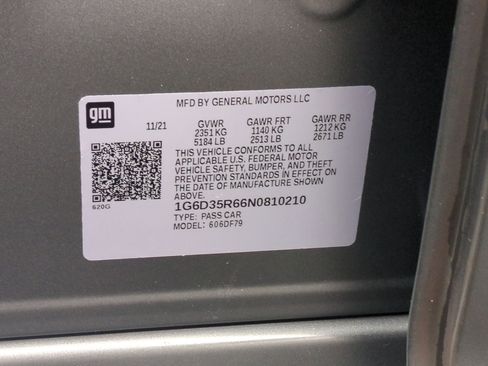 gm
MFD BY GENERAL MOTORS LLC
11/21 GVWR GAWR FRT GAWR RR
2351 KG 1140 KG 1212 KG
5184 LB 2513 LB 2671 LB
THIS VEHICLE CONFORMS TO ALL
APPLICABLE U.S. FEDERAL MOTOR
VEHICLE SAFETY, BUMPER, AND THEFT
PREVENTION STANDARDS IN EFFECT ON
THE DATE OF MANUFACTURE SHOWN
ABOVE.
620G
1G6D35R66N0810210
TYPE: PASS CAR
MODEL: 606DF79